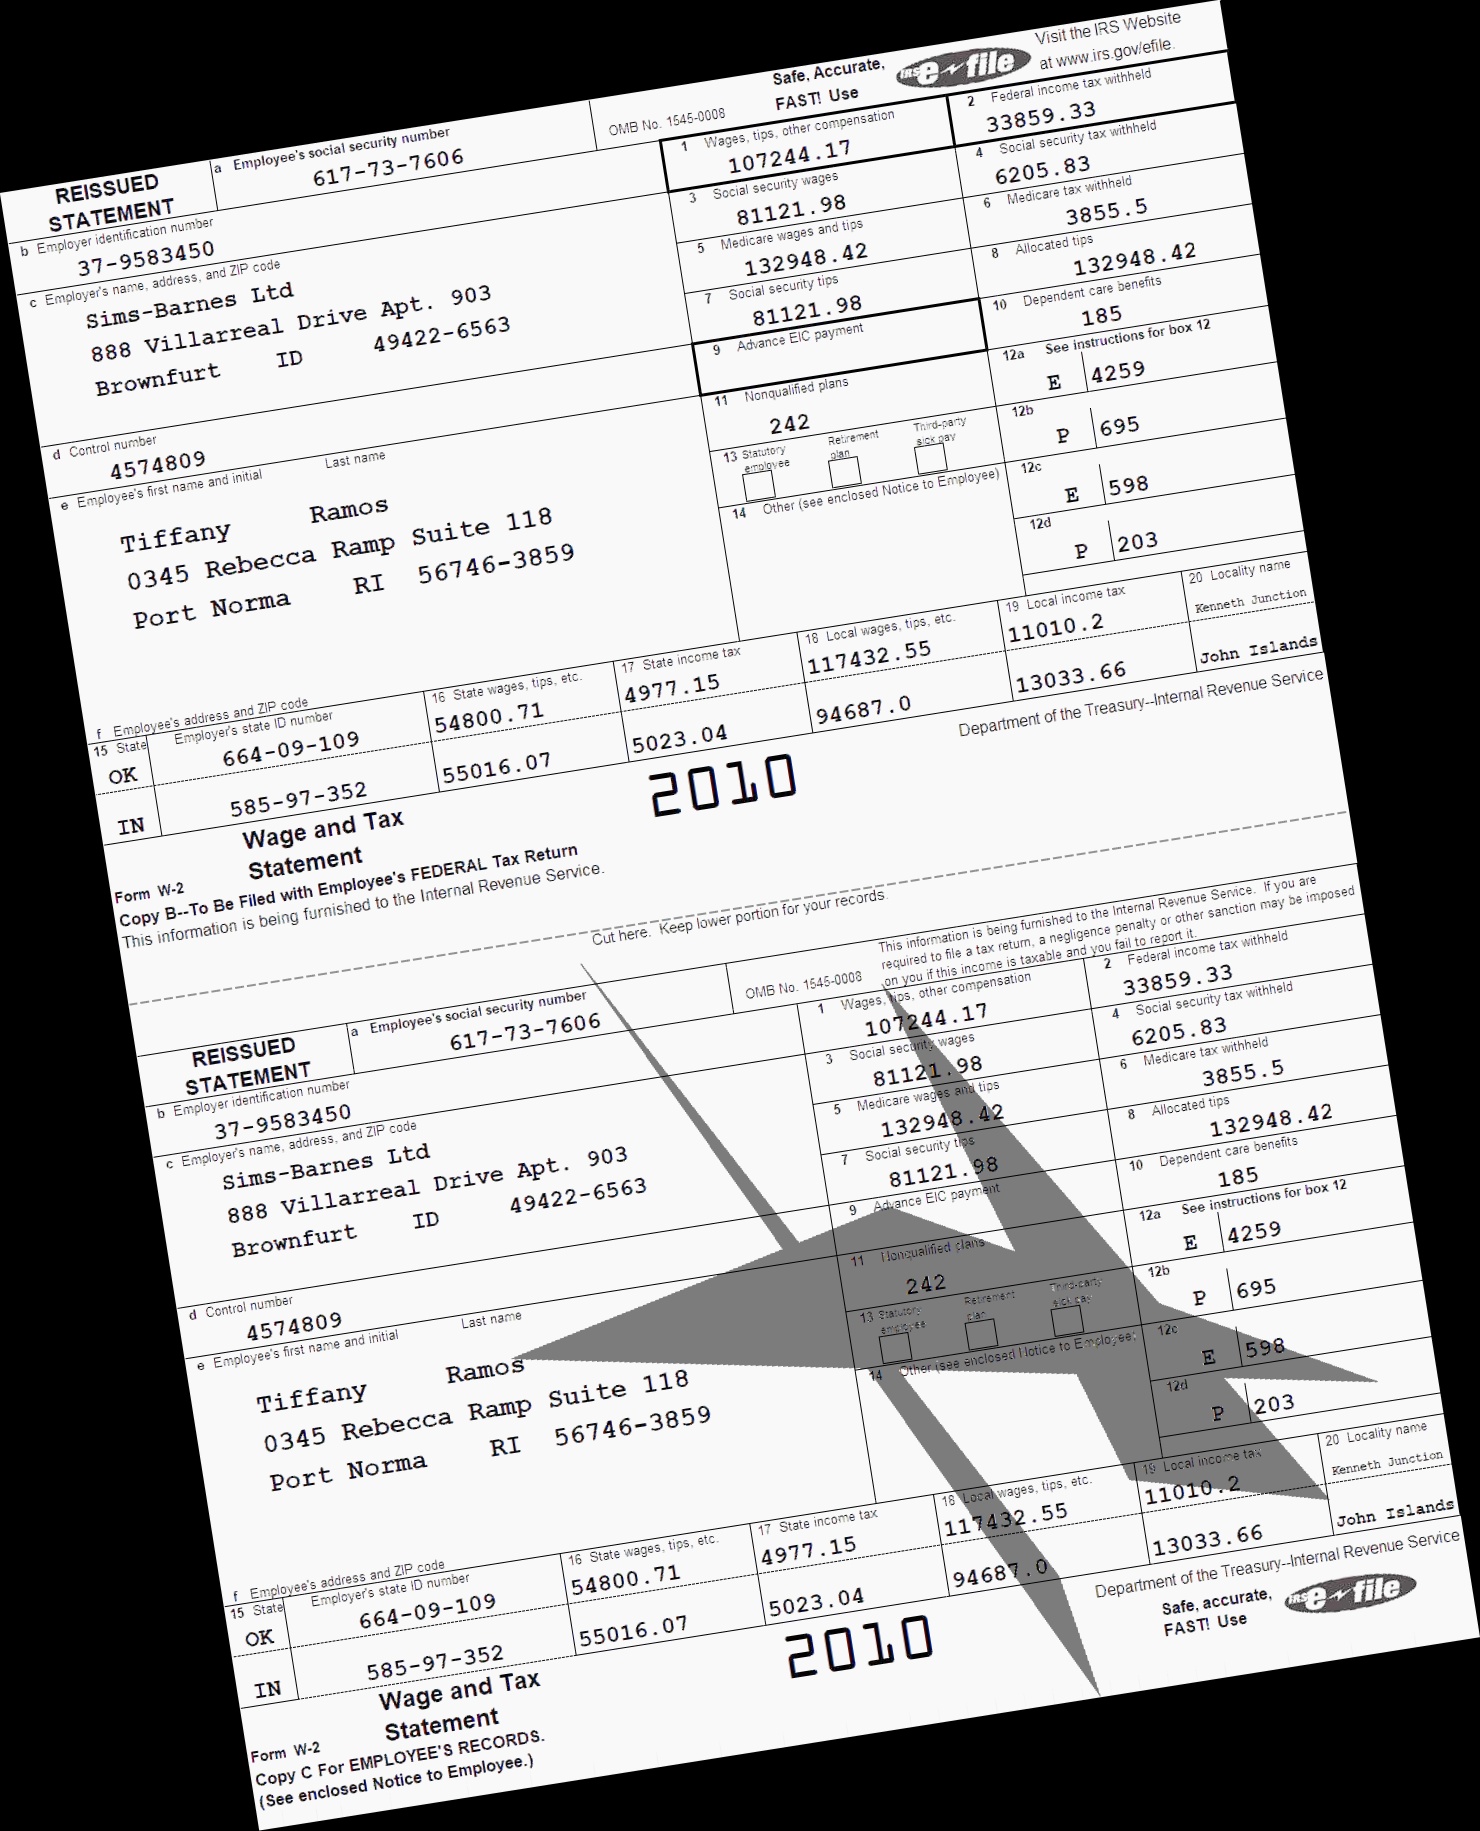 Safe, Accurate,
FAST! Use
IRS e-file
Visit the IRS Website
at www.irs.gov/efile.
REISSUED
STATEMENT
a Employee's social security number
617-73-7606
OMB No. 1545-0008
1 Wages, tips, other compensation
107244.17
2 Federal income tax withheld
33859.33
b Employer identification number
37-9583450
3 Social security wages
81121.98
4 Social security tax withheld
6205.83
c Employer's name, address, and ZIP code
Sims-Barnes Ltd
888 Villarreal Drive Apt. 903
Brownfurt ID 49422-6563
5 Medicare wages and tips
132948.42
6 Medicare tax withheld
3855.5
7 Social security tips
81121.98
8 Allocated tips
132948.42
9 Advance EIC payment
10 Dependent care benefits
185
d Control number
4574809
11 Nonqualified plans
242
12a See instructions for box 12
E 4259
12b
P 695
12c
E 598
12d
P 203
13 Statutory employee
Retirement plan
Third-party sick pay
14 Other (see enclosed Notice to Employee)
e Employee's first name and initial Last name
Tiffany Ramos
0345 Rebecca Ramp Suite 118
Port Norma RI 56746-3859
f Employee's address and ZIP code
15 State Employer's state ID number
16 State wages, tips, etc.
17 State income tax
18 Local wages, tips, etc.
19 Local income tax
20 Locality name
OK 664-09-109 54800.71 4977.15 117432.55 11010.2 Kenneth Junction
IN 585-97-352 55016.07 5023.04 94687.0 13033.66 John Islands
Form W-2
Wage and Tax
Statement
2010
Department of the Treasury--Internal Revenue Service
Copy B--To Be Filed with Employee's FEDERAL Tax Return
This information is being furnished to the Internal Revenue Service.
Cut here. Keep lower portion for your records.
This information is being furnished to the Internal Revenue Service. If you are
required to file a tax return, a negligence penalty or other sanction may be imposed
on you if this income is taxable and you fail to report it.
REISSUED
STATEMENT
a Employee's social security number
617-73-7606
OMB No. 1545-0008
1 Wages, tips, other compensation
107244.17
2 Federal income tax withheld
33859.33
b Employer identification number
37-9583450
3 Social security wages
81121.98
4 Social security tax withheld
6205.83
c Employer's name, address, and ZIP code
Sims-Barnes Ltd
888 Villarreal Drive Apt. 903
Brownfurt ID 49422-6563
5 Medicare wages and tips
132948.42
6 Medicare tax withheld
3855.5
7 Social security tips
81121.98
8 Allocated tips
132948.42
9 Advance EIC payment
10 Dependent care benefits
185
d Control number
4574809
11 Nonqualified plans
242
12a See instructions for box 12
E 4259
12b
P 695
12c
E 598
12d
P 203
13 Statutory employee
Retirement plan
Third-party sick pay
14 Other (see enclosed Notice to Employee)
e Employee's first name and initial Last name
Tiffany Ramos
0345 Rebecca Ramp Suite 118
Port Norma RI 56746-3859
f Employee's address and ZIP code
15 State Employer's state ID number
16 State wages, tips, etc.
17 State income tax
18 Local wages, tips, etc.
19 Local income tax
20 Locality name
OK 664-09-109 54800.71 4977.15 117432.55 11010.2 Kenneth Junction
IN 585-97-352 55016.07 5023.04 94687.0 13033.66 John Islands
Form W-2
Wage and Tax
Statement
2010
Department of the Treasury--Internal Revenue Service
Safe, accurate,
FAST! Use
IRS e-file
Copy C For EMPLOYEE'S RECORDS.
(See enclosed Notice to Employee.)